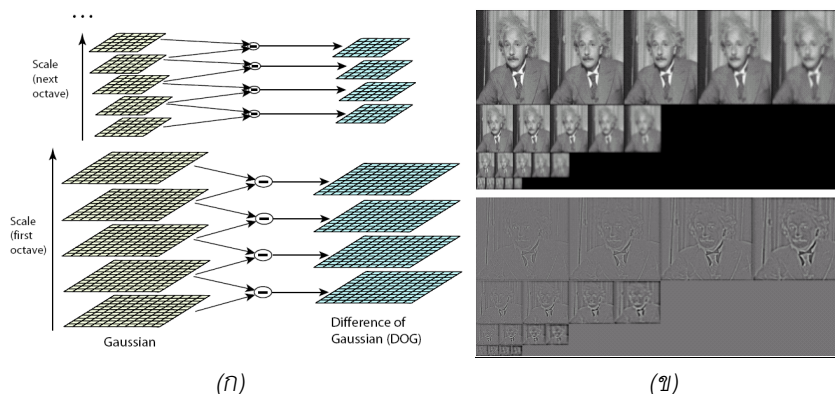 ...
Scale
(next
octave)
Scale
(first
octave)
Gaussian
Difference of
Gaussian (DOG)
(ก)
(ข)